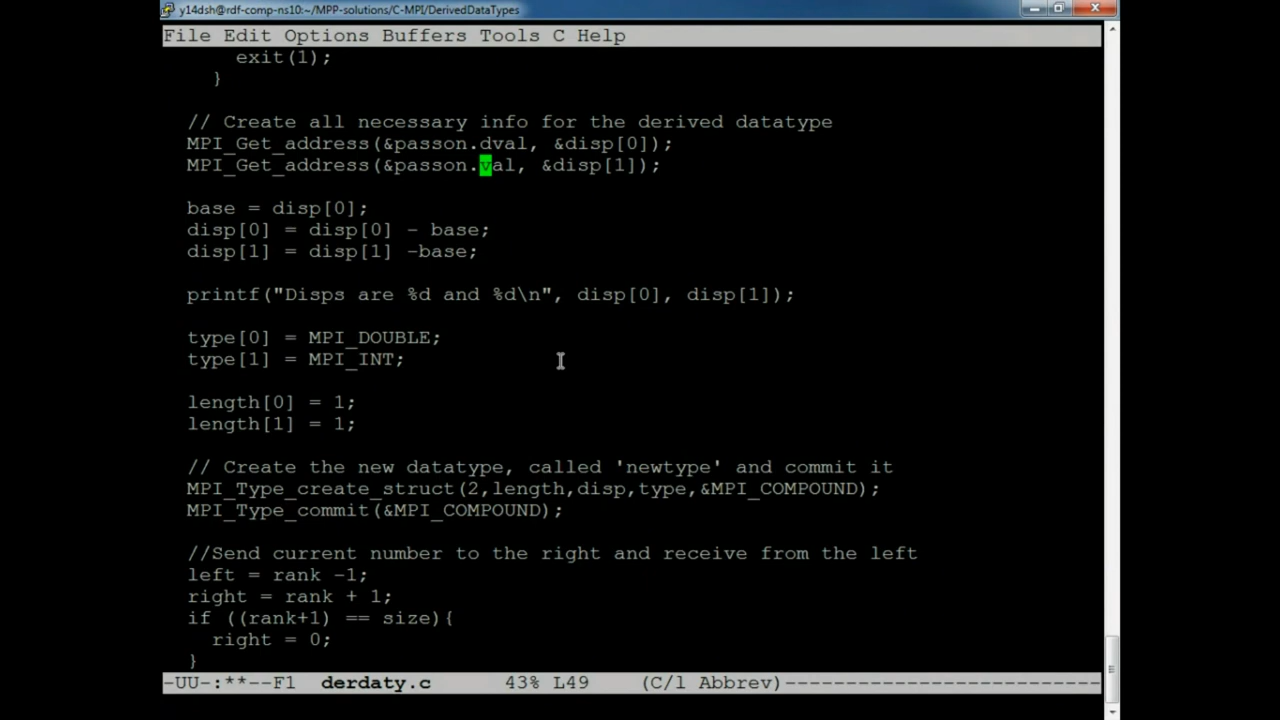 y14dsh@rdf-comp-ns10:~/MPP-solutions/C-MPI/DerivedDataTypes
File Edit Options Buffers Tools C Help
exit(1);
}
// Create all necessary info for the derived datatype
MPI_Get_address(&passon.dval, &disp[0]);
MPI_Get_address(&passon.val, &disp[1]);
base = disp[0];
disp[0] = disp[0] - base;
disp[1] = disp[1] -base;
printf("Disps are %d and %d\n", disp[0], disp[1]);
type[0] = MPI_DOUBLE;
type[1] = MPI_INT;
length[0] = 1;
length[1] = 1;
// Create the new datatype, called 'newtype' and commit it
MPI_Type_create_struct(2,length,disp,type,&MPI_COMPOUND);
MPI_Type_commit(&MPI_COMPOUND);
//Send current number to the right and receive from the left
left = rank -1;
right = rank + 1;
if ((rank+1) == size){
right = 0;
}
-UU-:**--F1 derdaty.c 43% L49 (C/l Abbrev)--------------------------